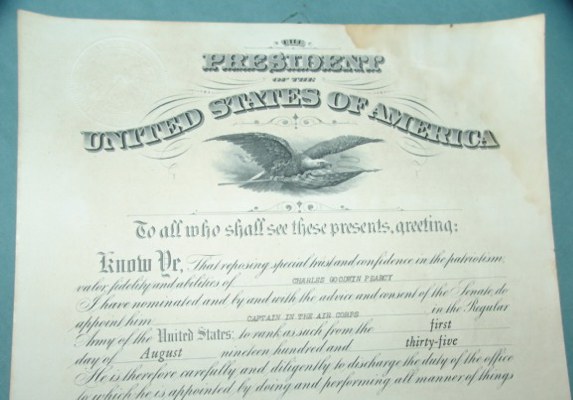 THE
PRESIDENT
OF THE
UNITED STATES OF AMERICA
To all who shall see these presents, greeting:
Know Ye, That reposing special trust and confidence in the patriotism,
valor, fidelity and abilities of CHARLES GOODWIN PEARCY
I have nominated and by and with the advice and consent of the Senate, do
appoint him CAPTAIN IN THE AIR CORPS in the Regular
Army of the United States: to rank as such from the first
day of August nineteen hundred and thirty-five
He is therefore carefully and diligently to discharge the duty of the office
to which he is appointed by doing and performing all manner of things